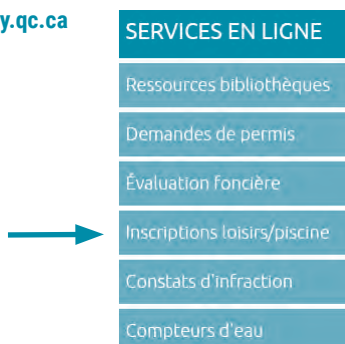 y.qc.ca
SERVICES EN LIGNE
Ressources bibliothèques
Demandes de permis
Évaluation foncière
Inscriptions loisirs/piscine
Constats d'infraction
Compteurs d'eau